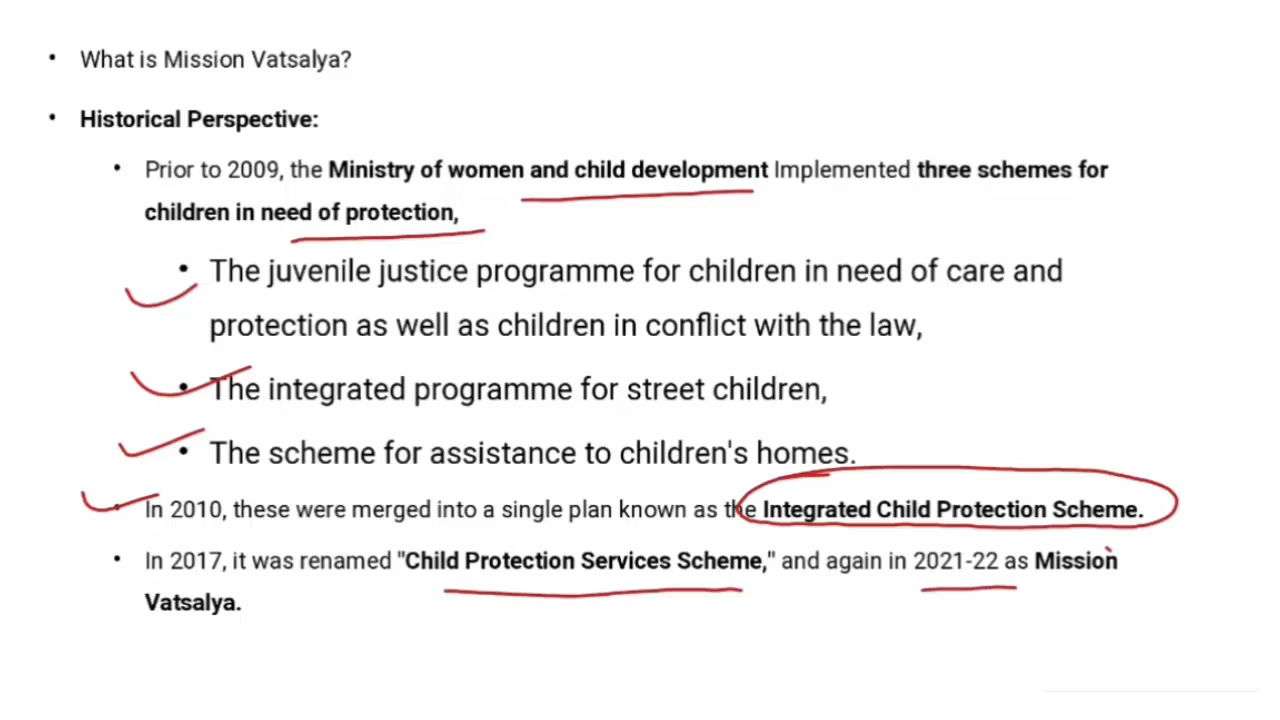 • What is Mission Vatsalya?
• Historical Perspective:
• Prior to 2009, the Ministry of women and child development Implemented three schemes for
children in need of protection,
• The juvenile justice programme for children in need of care and
protection as well as children in conflict with the law,
• The integrated programme for street children,
• The scheme for assistance to children's homes.
• In 2010, these were merged into a single plan known as the Integrated Child Protection Scheme.
• In 2017, it was renamed "Child Protection Services Scheme," and again in 2021-22 as Mission
Vatsalya.